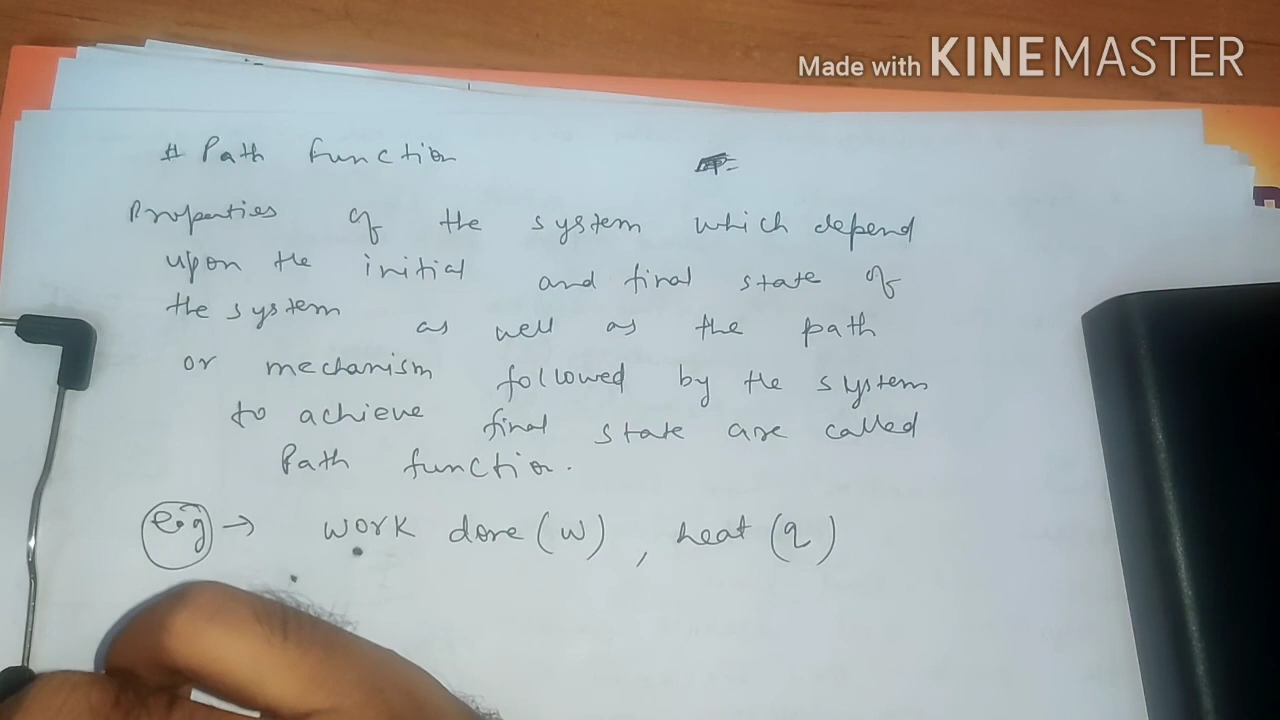 Made with KINEMASTER
# Path function
Properties of the system which depend
upon the initial and final state of
the system as well as the path
or mechanism followed by the system
to achieve final state are called
Path function.
e.g → work done (w), heat (q)